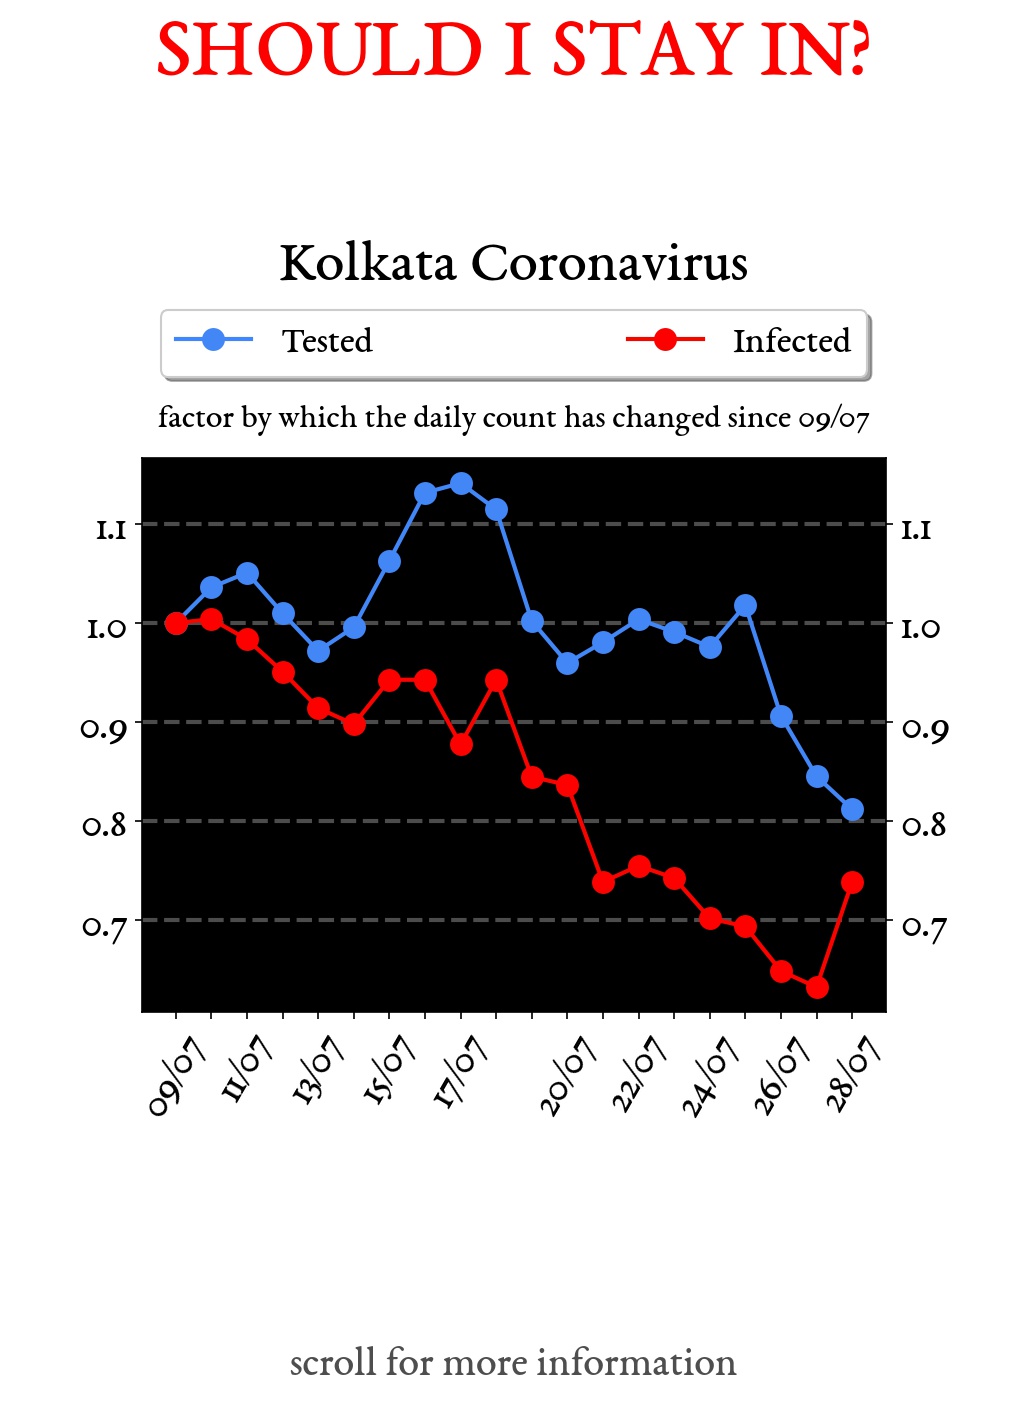 SHOULD I STAY IN?
Kolkata Coronavirus
Tested Infected
factor by which the daily count has changed since 09/07
1.1 1.1
1.0 1.0
0.9 0.9
0.8 0.8
0.7 0.7
09/07 11/07 13/07 15/07 17/07 20/07 22/07 24/07 26/07 28/07
scroll for more information